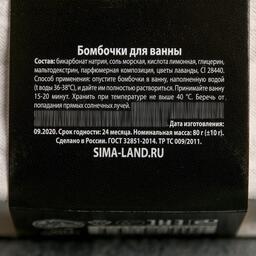 Бомбочки для ванны
Состав: бикарбонат натрия, соль морская, кислота лимонная, глицерин,
мальтодекстрин, парфюмерная композиция, цветы лаванды, CI 28440.
Способ применения: опустите бомбочку в ванну, наполненную водой
(t воды 36-38°С), и дайте им полностью раствориться. Принимайте ванну
15-20 минут. Хранить при температуре не выше 40 °С. Беречь от
попадания прямых солнечных лучей.
Дата изготовления:
09.2020. Срок годности: 24 месяца. Номинальная масса: 80 г (±10 г).
Сделано в России. ГОСТ 32851-2014. ТР ТС 009/2011.
SIMA-LAND.RU